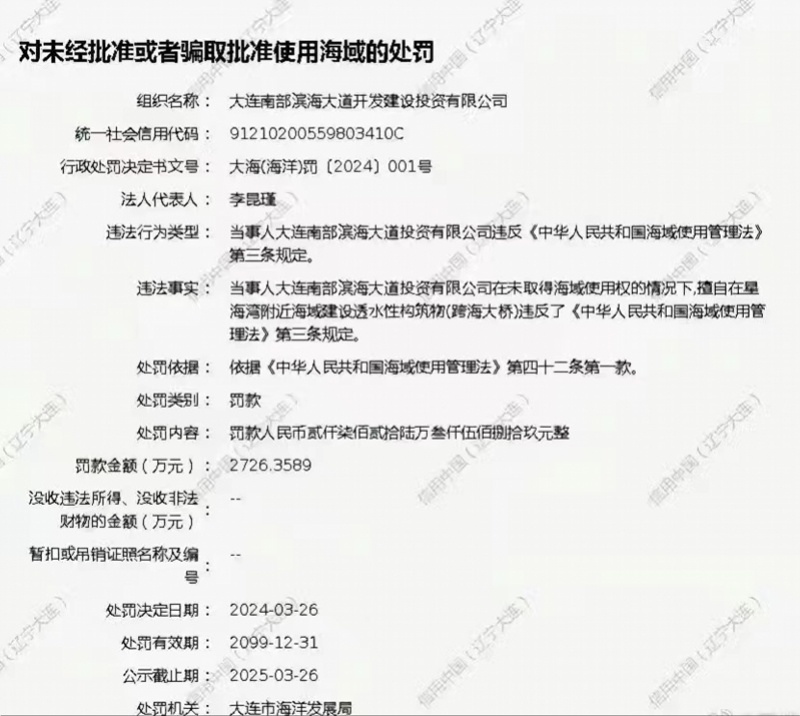 对未经批准或者骗取批准使用海域的处罚
组织名称： 大连南部滨海大道开发建设投资有限公司
统一社会信用代码： 91210200559803410C
行政处罚决定书文号： 大海(海洋)罚〔2024〕001号
法人代表人： 李昆瑾
违法行为类型： 当事人大连南部滨海大道投资有限公司违反《中华人民共和国海域使用管理法》
第三条规定。
违法事实： 当事人大连南部滨海大道投资有限公司在未取得海域使用权的情况下,擅自在星
海湾附近海域建设透水性构筑物(跨海大桥)违反了《中华人民共和国海域使用管
理法》第三条规定。
处罚依据： 依据《中华人民共和国海域使用管理法》第四十二条第一款。
处罚类别： 罚款
处罚内容： 罚款人民币贰仟柒佰贰拾陆万叁仟伍佰捌拾玖元整
罚款金额（万元）： 2726.3589
没收违法所得、没收非法
财物的金额（万元）： --
暂扣或吊销证照名称及编
号： --
处罚决定日期： 2024-03-26
处罚有效期： 2099-12-31
公示截止期： 2025-03-26
处罚机关： 大连市海洋发展局
信用中国（辽宁大连）